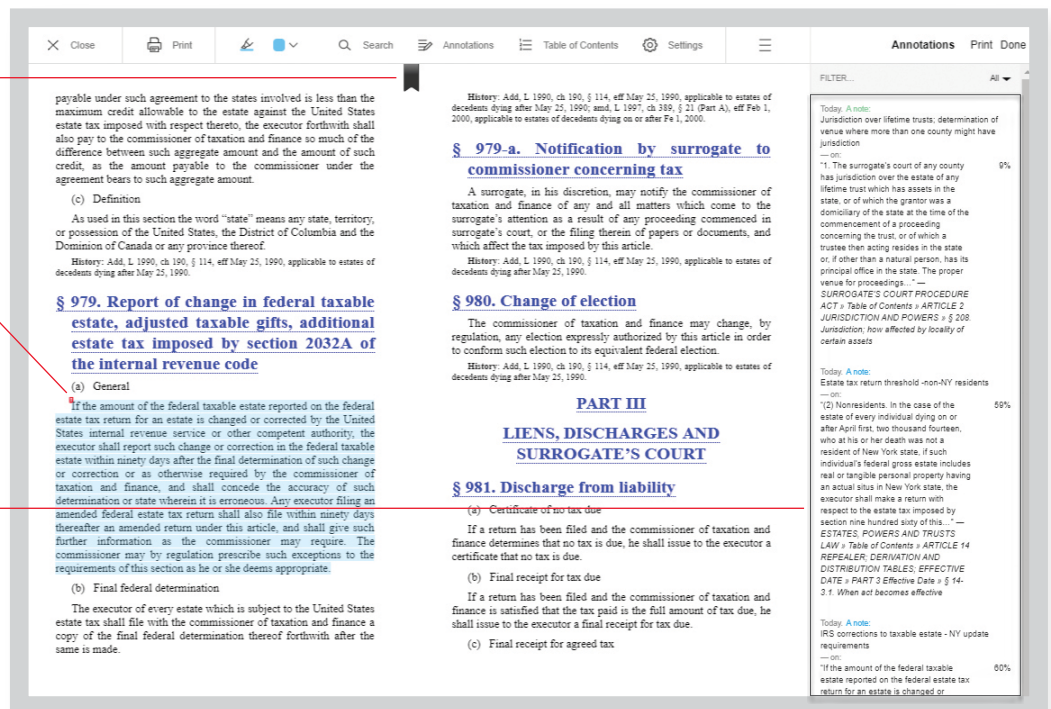 Close
Print
Search
Annotations
Table of Contents
Settings
Annotations Print Done
payable under such agreement to the states involved is less than the
maximum credit allowable to the estate against the United States
estate tax imposed with respect thereto, the executor forthwith shall
also pay to the commissioner of taxation and finance so much of the
difference between such aggregate amount and the amount of such
credit, as the amount payable to the commissioner under the
agreement bears to such aggregate amount.
(c) Definition
As used in this section the word “state” means any state, territory,
or possession of the United States, the District of Columbia and the
Dominion of Canada or any province thereof.
History: Add, L 1990, ch 190, § 114, eff May 25, 1990, applicable to estates of
decedents dying after May 25, 1990.
§ 979. Report of change in federal taxable
estate, adjusted taxable gifts, additional
estate tax imposed by section 2032A of
the internal revenue code
(a) General
If the amount of the federal taxable estate reported on the federal
estate tax return for an estate is changed or corrected by the United
States internal revenue service or other competent authority, the
executor shall report such change or correction in the federal taxable
estate within ninety days after the final determination of such change
or correction or as otherwise required by the commissioner of
taxation and finance, and shall concede the accuracy of such
determination or state wherein it is erroneous. Any executor filing an
amended federal estate tax return shall also file within ninety days
thereafter an amended return under this article, and shall give such
further information as the commissioner may require. The
commissioner may by regulation prescribe such exceptions to the
requirements of this section as he or she deems appropriate.
(b) Final federal determination
The executor of every estate which is subject to the United States
estate tax shall file with the commissioner of taxation and finance a
copy of the final federal determination thereof forthwith after the
same is made.
History: Add, L 1990, ch 190, § 114, eff May 25, 1990, applicable to estates of
decedents dying after May 25, 1990; amd, L 1997, ch 389, § 21 (Part A), eff Feb 1,
2000, applicable to estates of decedents dying on or after Fe 1, 2000.
§ 979-a. Notification by surrogate to
commissioner concerning tax
A surrogate, in his discretion, may notify the commissioner of
taxation and finance of any and all matters which come to the
surrogate’s attention as a result of any proceeding commenced in
surrogate’s court, or the filing therein of papers or documents, and
which affect the tax imposed by this article.
History: Add, L 1990, ch 190, § 114, eff May 25, 1990, applicable to estates of
decedents dying after May 25, 1990.
§ 980. Change of election
The commissioner of taxation and finance may change, by
regulation, any election expressly authorized by this article in order
to conform such election to its equivalent federal election.
History: Add, L 1990, ch 190, § 114, eff May 25, 1990, applicable to estates of
decedents dying after May 25, 1990.
PART III
LIENS, DISCHARGES AND
SURROGATE’S COURT
§ 981. Discharge from liability
(a) Certificate of no tax due
If a return has been filed and the commissioner of taxation and
finance determines that no tax is due, he shall issue to the executor a
certificate that no tax is due.
(b) Final receipt for tax due
If a return has been filed and the commissioner of taxation and
finance is satisfied that the tax paid is the full amount of tax due, he
shall issue to the executor a final receipt for tax due.
(c) Final receipt for agreed tax
FILTER... All
Today. A note:
Jurisdiction over lifetime trusts; determination of
venue where more than one county might have
jurisdiction
— on:
"1. The surrogate's court of any county 9%
has jurisdiction over the estate of any
lifetime trust which has assets in the
state, or of which the grantor was a
domiciliary of the state at the time of the
commencement of a proceeding
concerning the trust, or of which a
trustee then acting resides in the state
or, if other than a natural person, has its
principal office in the state. The proper
venue for proceedings..." —
SURROGATE'S COURT PROCEDURE
ACT » Table of Contents » ARTICLE 2
JURISDICTION AND POWERS » § 208.
Jurisdiction; how affected by locality of
certain assets
Today. A note:
Estate tax return threshold -non-NY residents
— on:
"(2) Nonresidents. In the case of the 59%
estate of every individual dying on or
after April first, two thousand fourteen,
who at his or her death was not a
resident of New York state, if such
individual's federal gross estate includes
real or tangible personal property having
an actual situs in New York state, the
executor shall make a return with
respect to the estate tax imposed by
section nine hundred sixty of this..." —
ESTATES, POWERS AND TRUSTS
LAW » Table of Contents » ARTICLE 14
REPEALER; DERIVATION AND
DISTRIBUTION TABLES; EFFECTIVE
DATE » PART 3 Effective Date » § 14-
3.1. When act becomes effective
Today. A note:
IRS corrections to taxable estate - NY update
requirements
— on:
"If the amount of the federal taxable 60%
estate reported on the federal estate tax
return for an estate is changed or